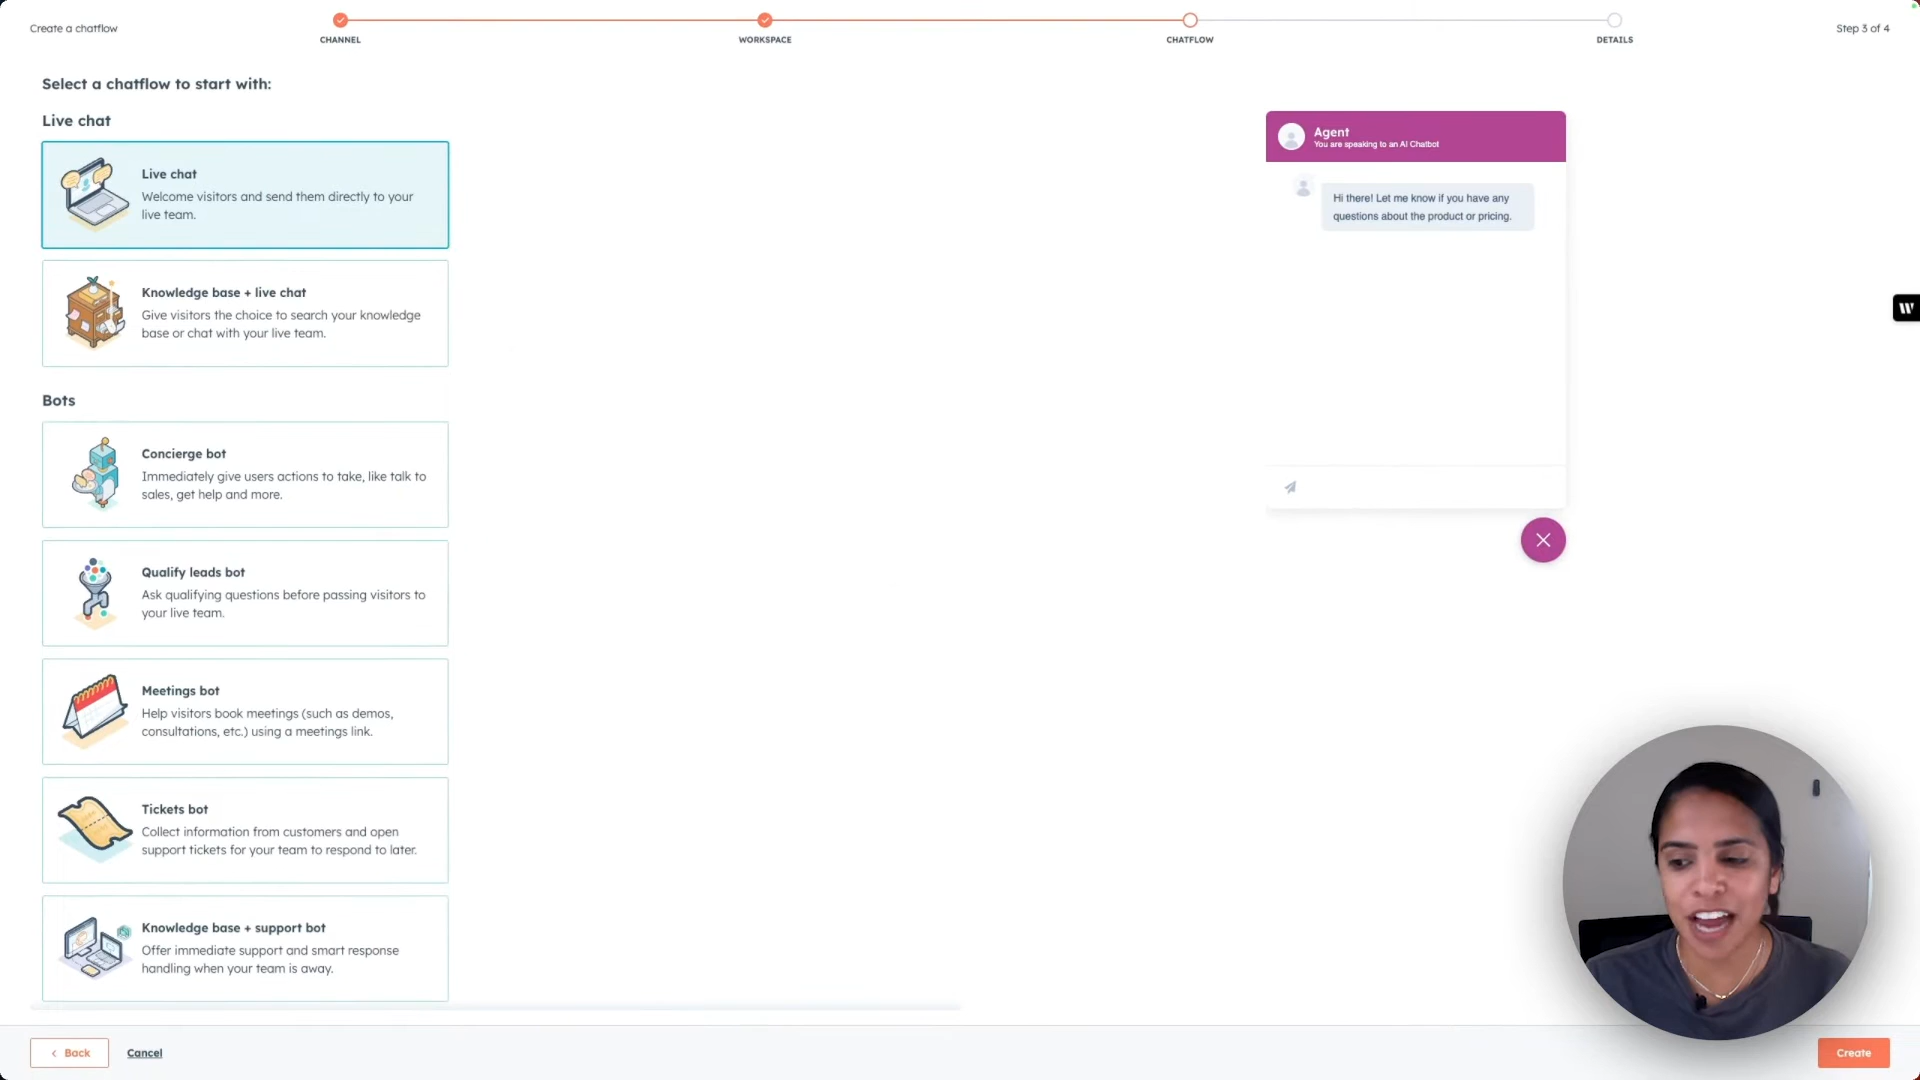 Create a chatflow
CHANNEL
WORKSPACE
CHATFLOW
DETAILS
Step 3 of 4
Select a chatflow to start with:
Live chat
Live chat
Welcome visitors and send them directly to your
live team.
Knowledge base + live chat
Give visitors the choice to search your knowledge
base or chat with your live team.
Bots
Concierge bot
Immediately give users actions to take, like talk to
sales, get help and more.
Qualify leads bot
Ask qualifying questions before passing visitors to
your live team.
Meetings bot
Help visitors book meetings (such as demos,
consultations, etc.) using a meetings link.
Tickets bot
Collect information from customers and open
support tickets for your team to respond to later.
Knowledge base + support bot
Offer immediate support and smart response
handling when your team is away.
Agent
You are speaking to an AI Chatbot
Hi there! Let me know if you have any
questions about the product or pricing.
Back
Cancel
Create